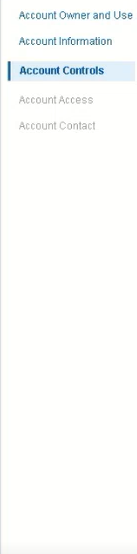 Account Owner and Use
Account Information
Account Controls
Account Access
Account Contact